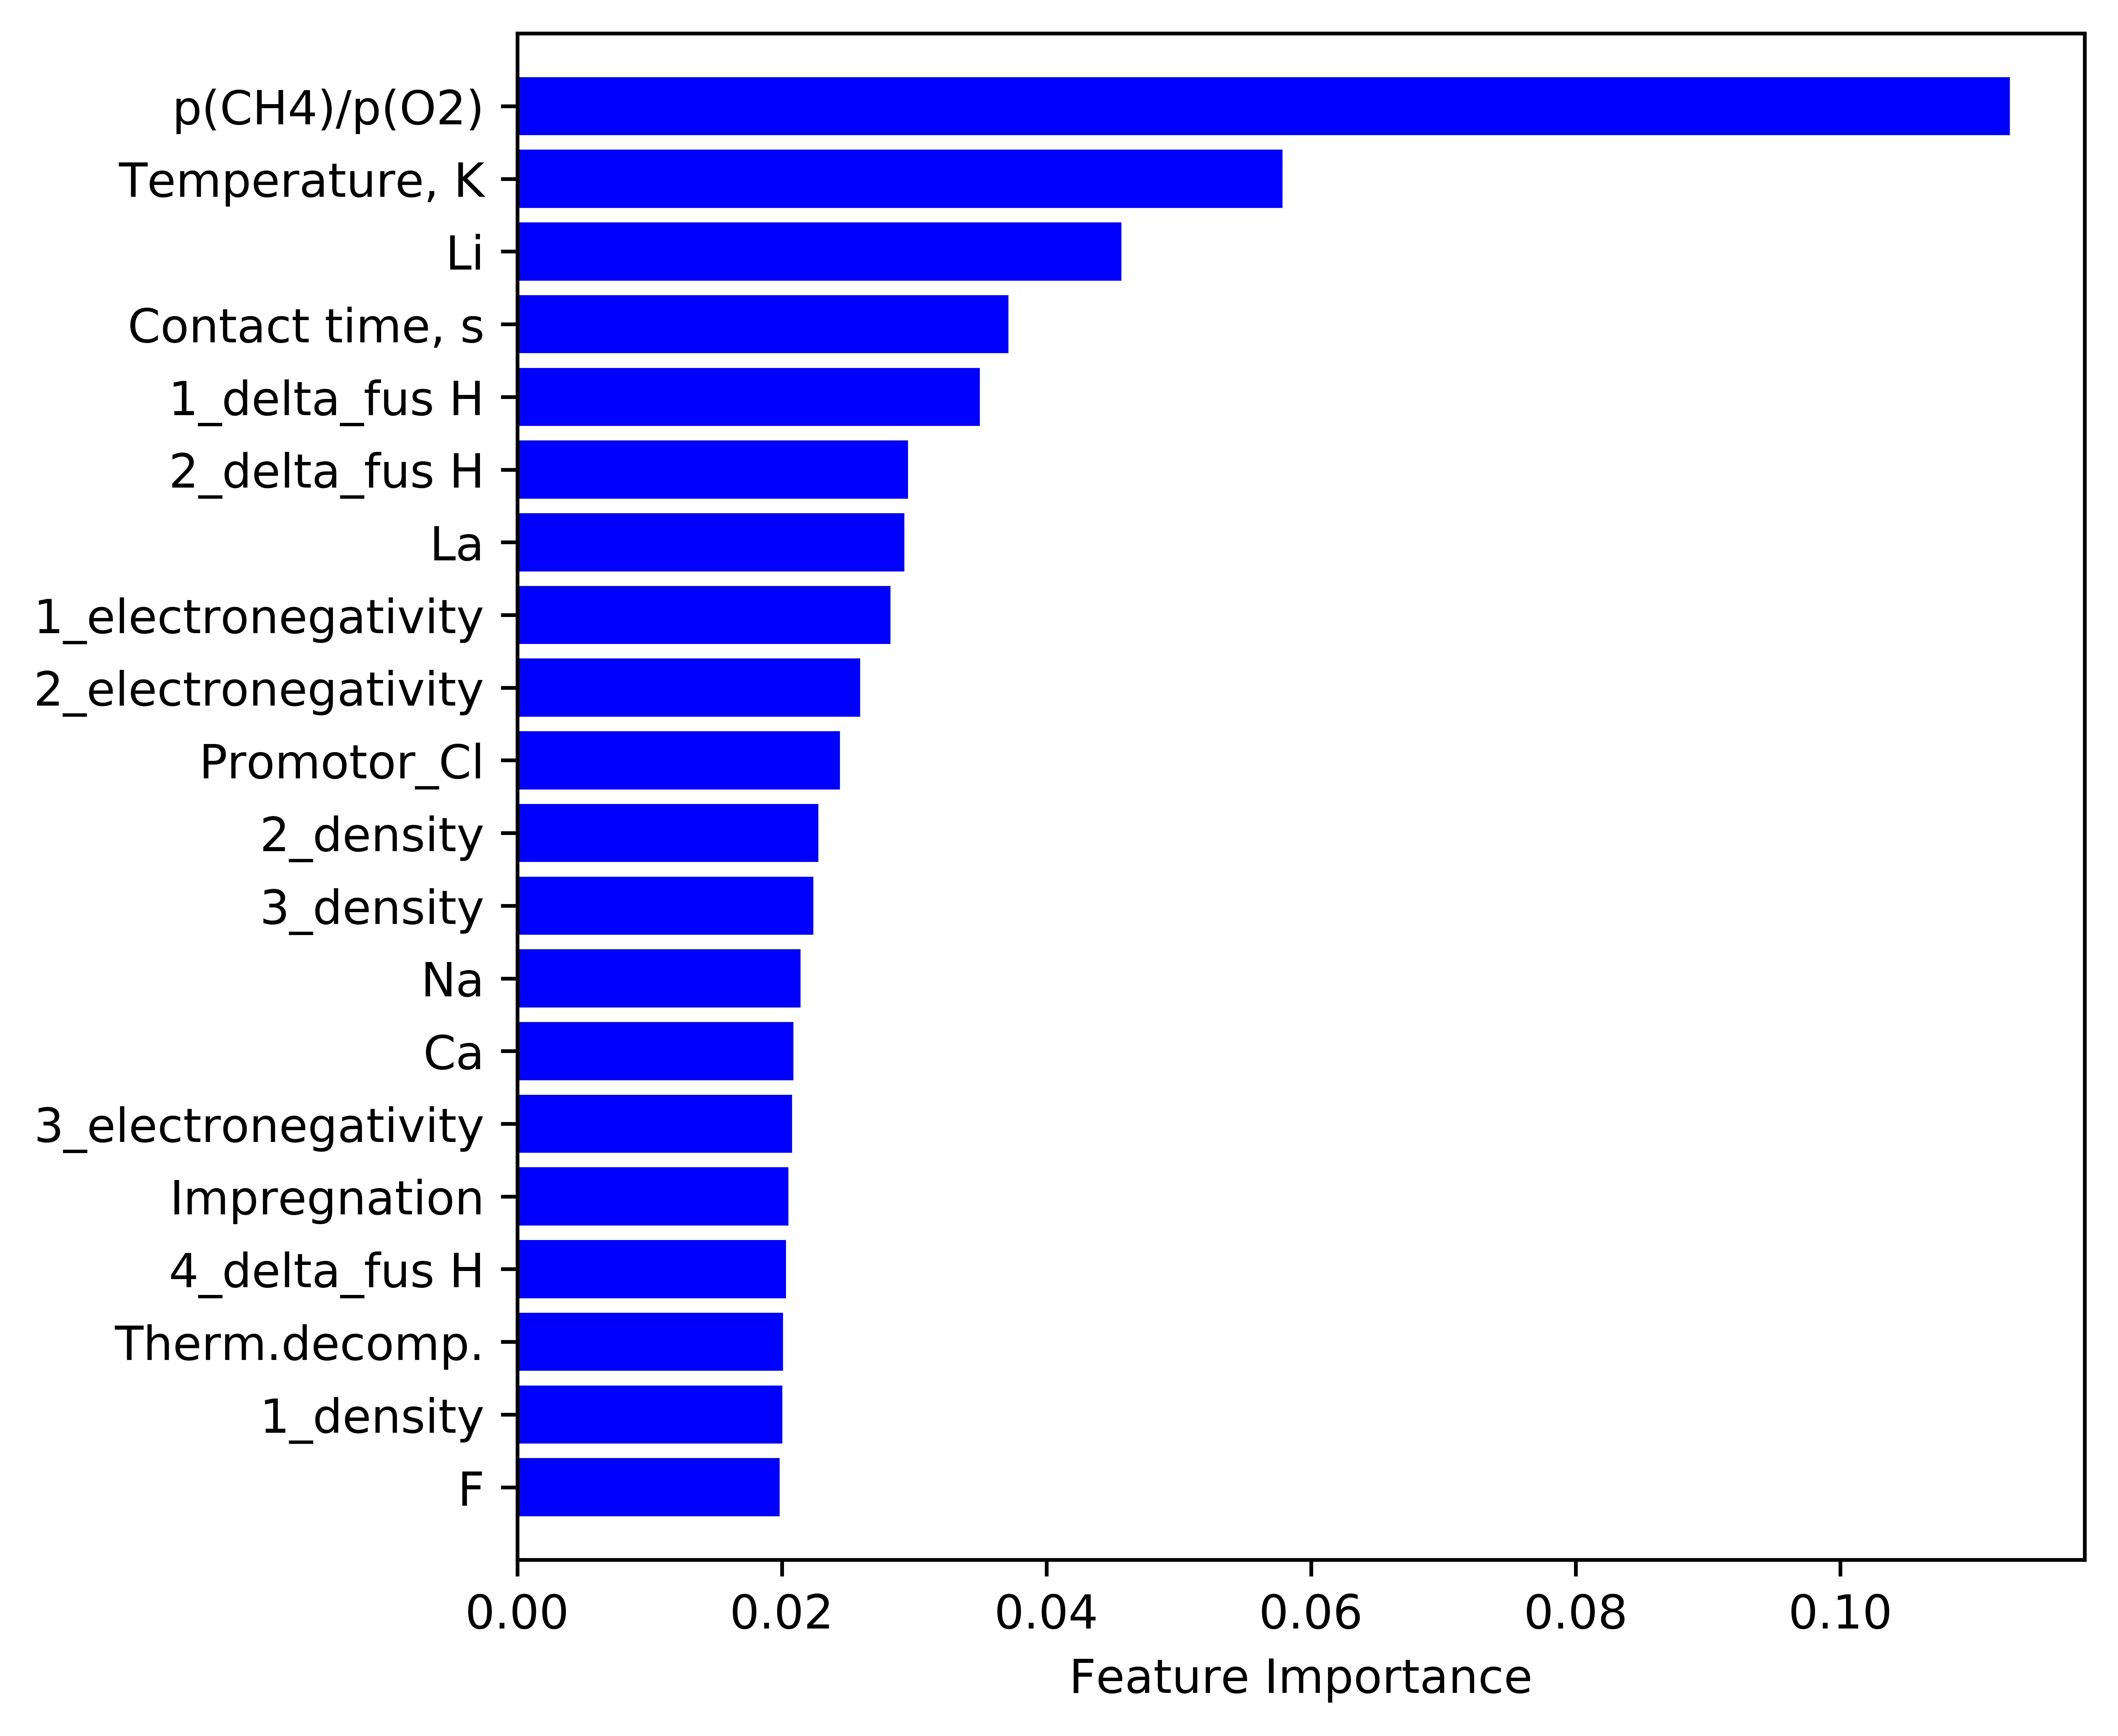 p(CH4)/p(O2)
Temperature, K
Li
Contact time, s
1_delta_fus H
2_delta_fus H
La
1_electronegativity
2_electronegativity
Promotor_Cl
2_density
3_density
Na
Ca
3_electronegativity
Impregnation
4_delta_fus H
Therm.decomp.
1_density
F
0.00 0.02 0.04 0.06 0.08 0.10
Feature Importance